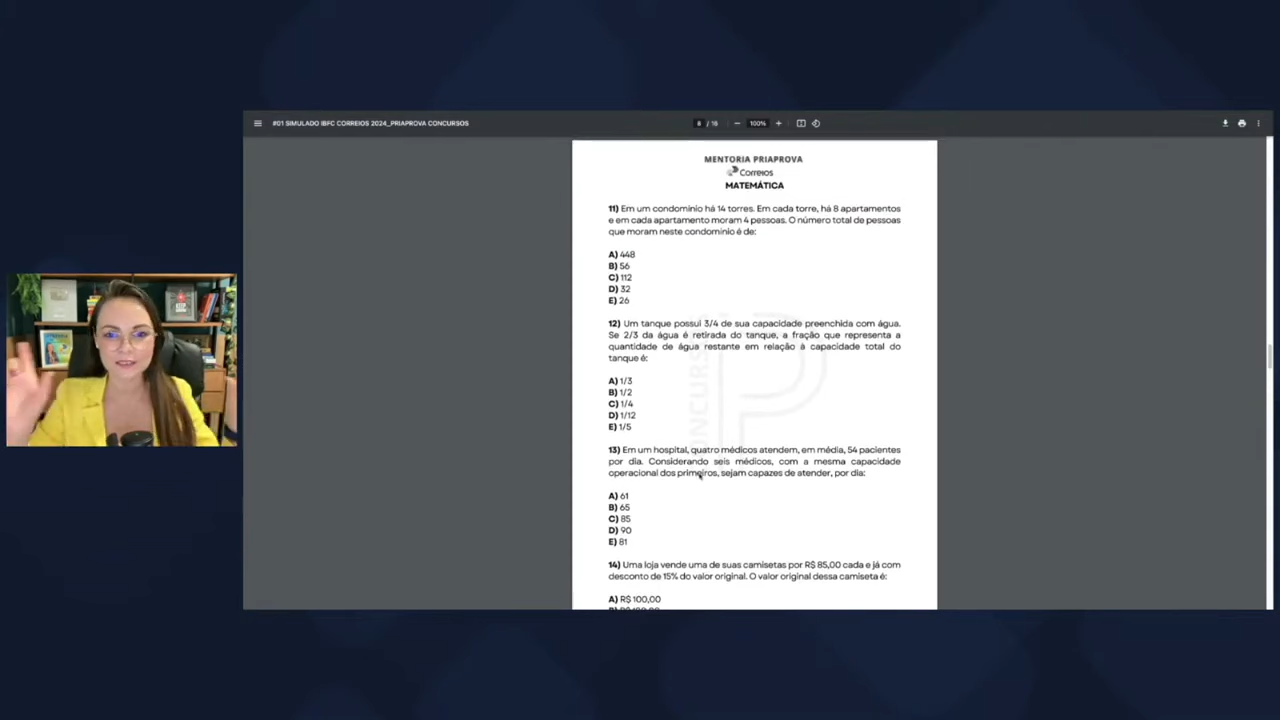 #01 SIMULADO IBFC CORREIOS 2024_PRIAPROVA CONCURSOS
8 / 18
100%
MENTORIA PRIAPROVA
Correios
MATEMÁTICA
11) Em um condomínio há 14 torres. Em cada torre, há 8 apartamentos
e em cada apartamento moram 4 pessoas. O número total de pessoas
que moram neste condomínio é de:
A) 448
B) 56
C) 112
D) 32
E) 26
12) Um tanque possui 3/4 de sua capacidade preenchida com água.
Se 2/3 da água é retirada do tanque, a fração que representa a
quantidade de água restante em relação à capacidade total do
tanque é:
A) 1/3
B) 1/2
C) 1/4
D) 1/12
E) 1/5
13) Em um hospital, quatro médicos atendem, em média, 54 pacientes
por dia. Considerando seis médicos, com a mesma capacidade
operacional dos primeiros, sejam capazes de atender, por dia:
A) 61
B) 65
C) 85
D) 90
E) 81
14) Uma loja vende uma de suas camisetas por R$ 85,00 cada e já com
desconto de 15% do valor original. O valor original dessa camiseta é:
A) R$ 100,00